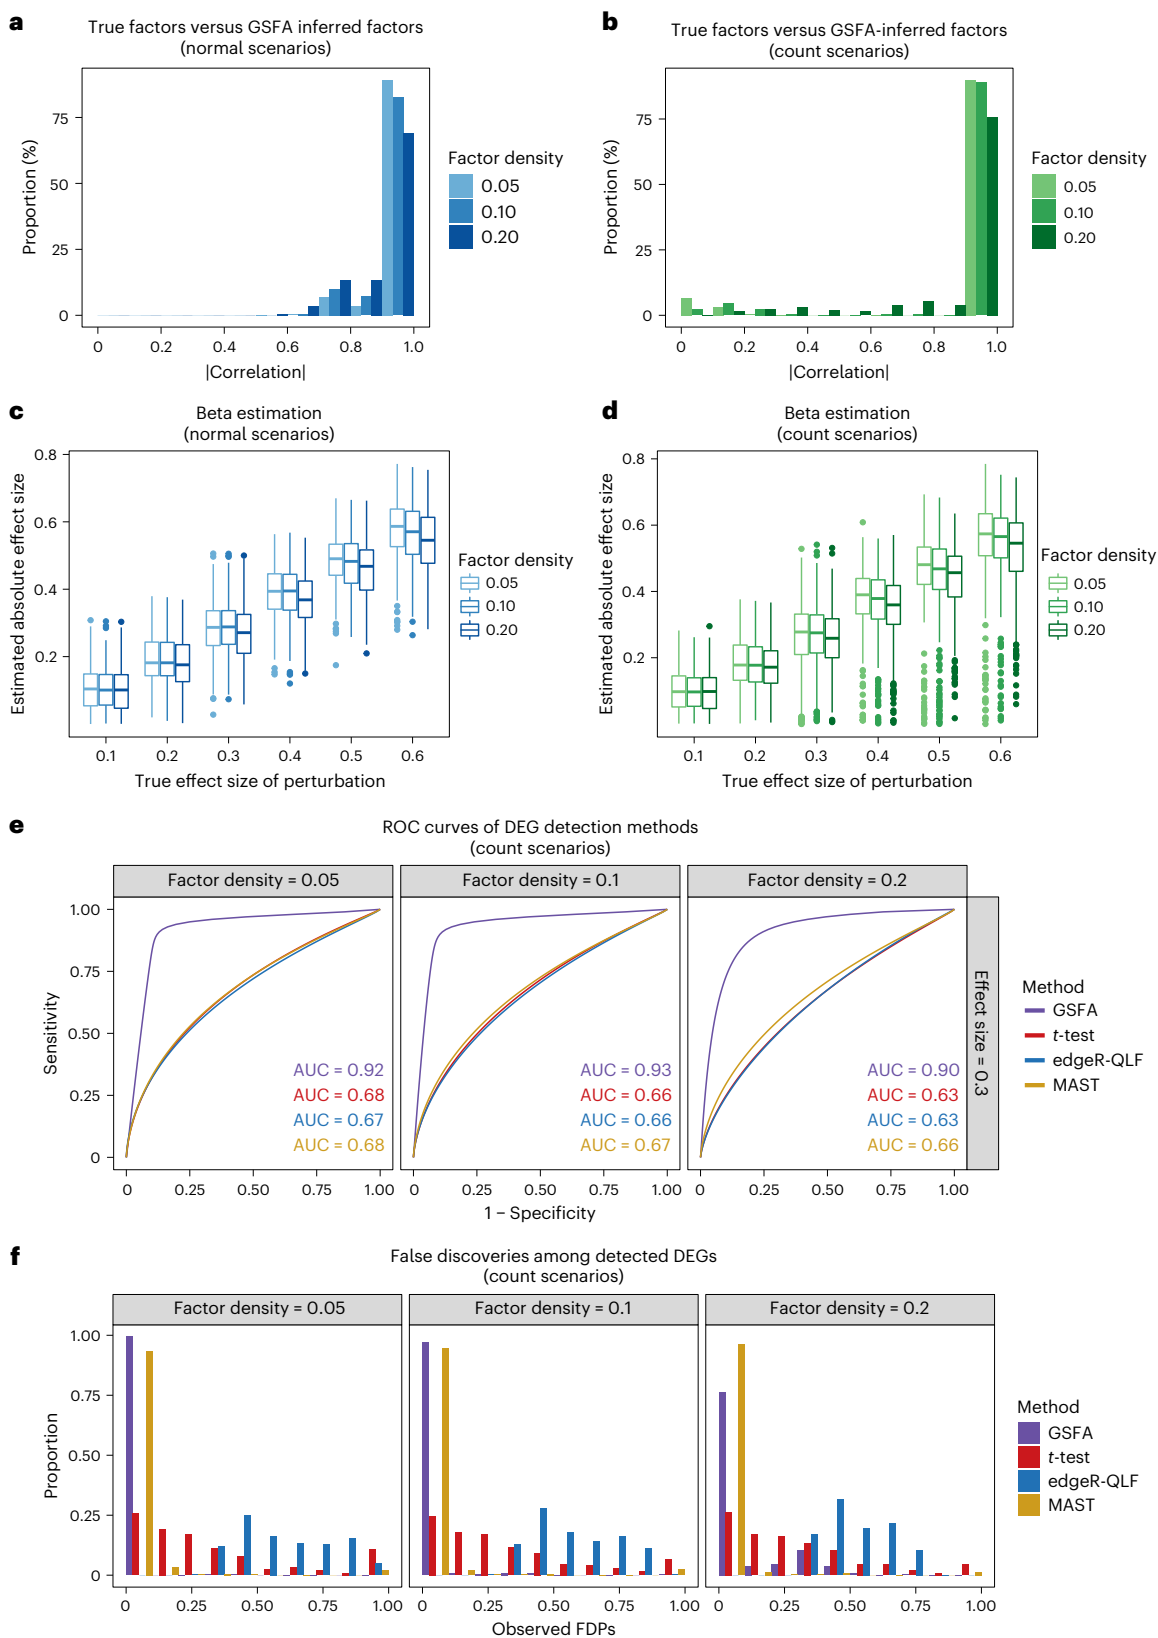 a
True factors versus GSFA inferred factors
(normal scenarios)
Proportion (%)
75
50
25
0
0 0.2 0.4 0.6 0.8 1.0
|Correlation|
Factor density
0.05
0.10
0.20
b
True factors versus GSFA-inferred factors
(count scenarios)
Proportion (%)
75
50
25
0
0 0.2 0.4 0.6 0.8 1.0
|Correlation|
Factor density
0.05
0.10
0.20
c
Beta estimation
(normal scenarios)
Estimated absolute effect size
0.8
0.6
0.4
0.2
0.1 0.2 0.3 0.4 0.5 0.6
True effect size of perturbation
Factor density
0.05
0.10
0.20
d
Beta estimation
(count scenarios)
Estimated absolute effect size
0.8
0.6
0.4
0.2
0.1 0.2 0.3 0.4 0.5 0.6
True effect size of perturbation
Factor density
0.05
0.10
0.20
e
ROC curves of DEG detection methods
(count scenarios)
Factor density = 0.05
Factor density = 0.1
Factor density = 0.2
Sensitivity
1.00
0.75
0.50
0.25
0
AUC = 0.92
AUC = 0.68
AUC = 0.67
AUC = 0.68
AUC = 0.93
AUC = 0.66
AUC = 0.66
AUC = 0.67
AUC = 0.90
AUC = 0.63
AUC = 0.63
AUC = 0.66
Effect size = 0.3
0 0.25 0.50 0.75 1.00
0 0.25 0.50 0.75 1.00
0 0.25 0.50 0.75 1.00
1 − Specificity
Method
GSFA
t-test
edgeR-QLF
MAST
f
False discoveries among detected DEGs
(count scenarios)
Factor density = 0.05
Factor density = 0.1
Factor density = 0.2
Proportion
1.00
0.75
0.50
0.25
0
0 0.25 0.50 0.75 1.00
0 0.25 0.50 0.75 1.00
0 0.25 0.50 0.75 1.00
Observed FDPs
Method
GSFA
t-test
edgeR-QLF
MAST